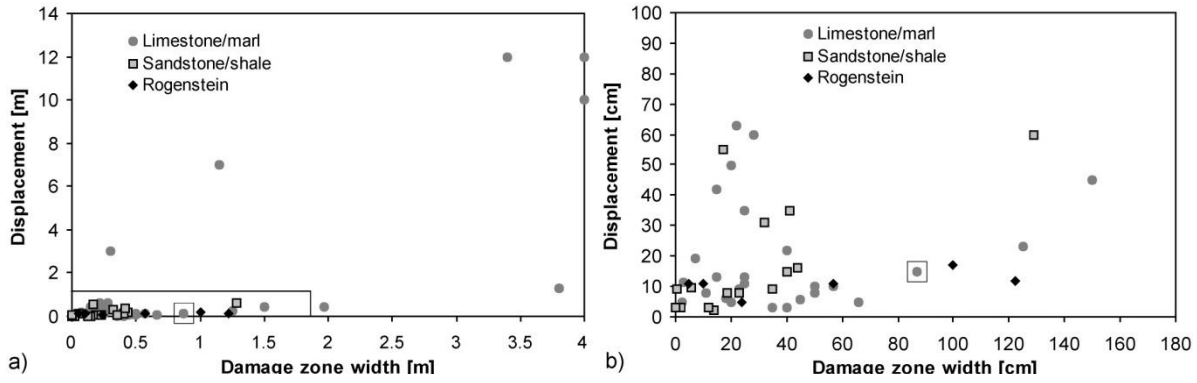 14
12
10
8
6
4
2
0
Displacement [m]
Limestone/marl
Sandstone/shale
Rogenstein
0 0.5 1 1.5 2 2.5 3 3.5 4
Damage zone width [m]
a)
100
90
80
70
60
50
40
30
20
10
0
Displacement [cm]
Limestone/marl
Sandstone/shale
Rogenstein
0 20 40 60 80 100 120 140 160 180
Damage zone width [cm]
b)